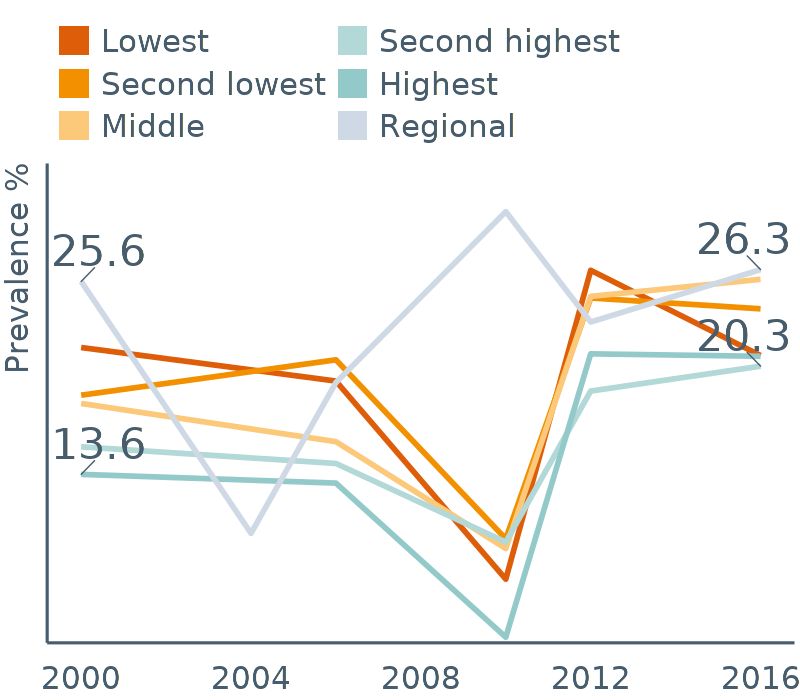 Lowest
Second lowest
Middle
Second highest
Highest
Regional
Prevalence %
25.6
13.6
26.3
20.3
2000 2004 2008 2012 2016